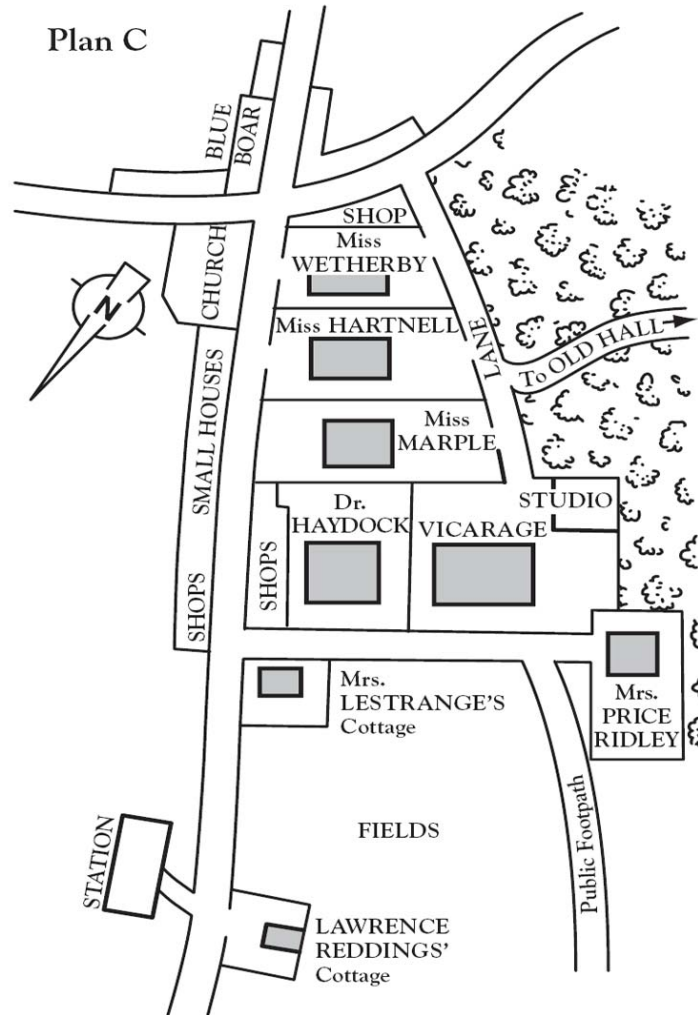 Plan C
BLUE
BOAR
SHOP
Miss
WETHERBY
CHURCH
N
Miss HARTNELL
LANE
To OLD HALL
SMALL HOUSES
Miss
MARPLE
STUDIO
Dr.
HAYDOCK
VICARAGE
SHOPS
SHOPS
Mrs.
LESTRANGE'S
Cottage
Mrs.
PRICE
RIDLEY
Public Footpath
FIELDS
STATION
LAWRENCE
REDDINGS'
Cottage